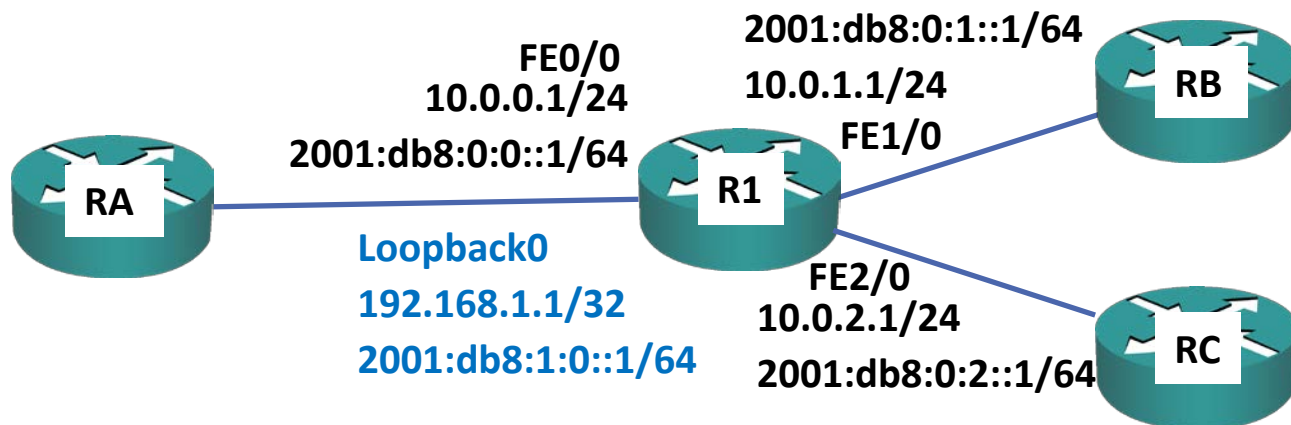 FE0/0
10.0.0.1/24
2001:db8:0:0::1/64
2001:db8:0:1::1/64
10.0.1.1/24
FE1/0
RA
R1
RB
Loopback0
192.168.1.1/32
2001:db8:1:0::1/64
FE2/0
10.0.2.1/24
2001:db8:0:2::1/64
RC